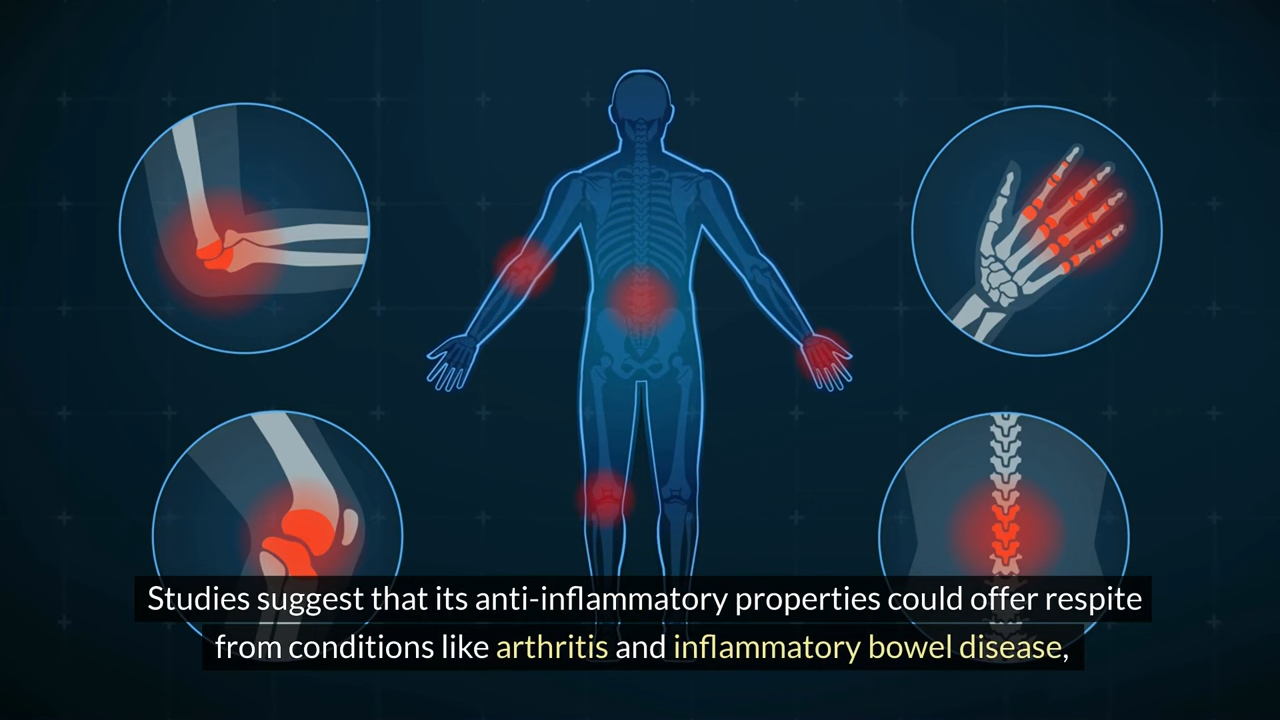 Studies suggest that its anti-inflammatory properties could offer respite
from conditions like arthritis and inflammatory bowel disease,